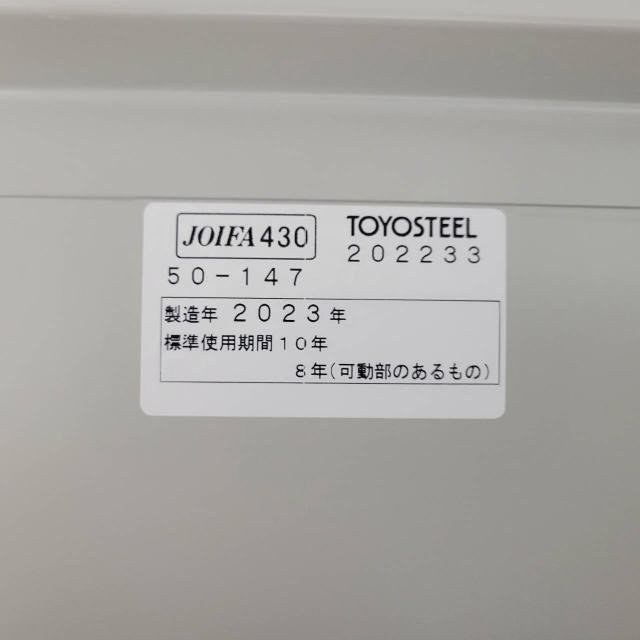 JOIFA430 TOYOSTEEL
202233
50-147
製造年 2023年
標準使用期間10年
8年(可動部のあるもの)